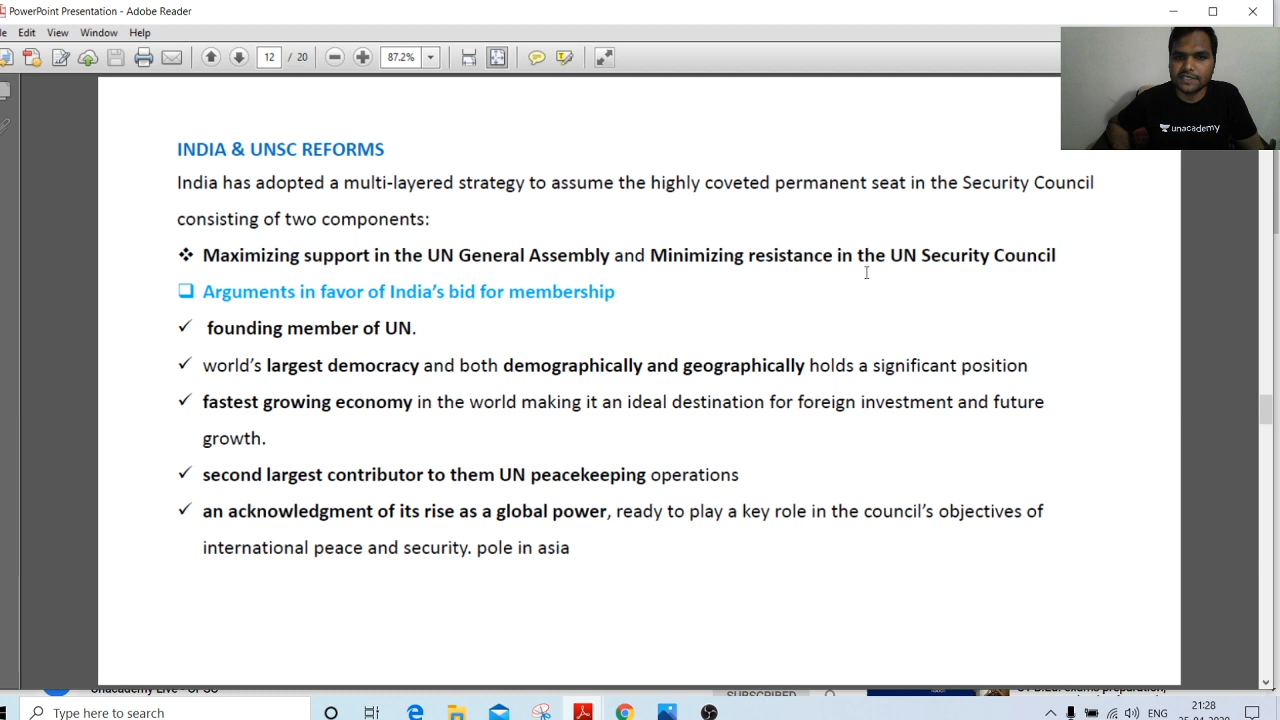 PowerPoint Presentation - Adobe Reader
Edit View Window Help
12 / 20 87.2%
unacademy
INDIA & UNSC REFORMS
India has adopted a multi-layered strategy to assume the highly coveted permanent seat in the Security Council
consisting of two components:
❖ Maximizing support in the UN General Assembly and Minimizing resistance in the UN Security Council
❑ Arguments in favor of India's bid for membership
✓ founding member of UN.
✓ world's largest democracy and both demographically and geographically holds a significant position
✓ fastest growing economy in the world making it an ideal destination for foreign investment and future
growth.
✓ second largest contributor to them UN peacekeeping operations
✓ an acknowledgment of its rise as a global power, ready to play a key role in the council's objectives of
international peace and security. pole in asia
SUBSCRIBED
Type here to search
ENG
21:28